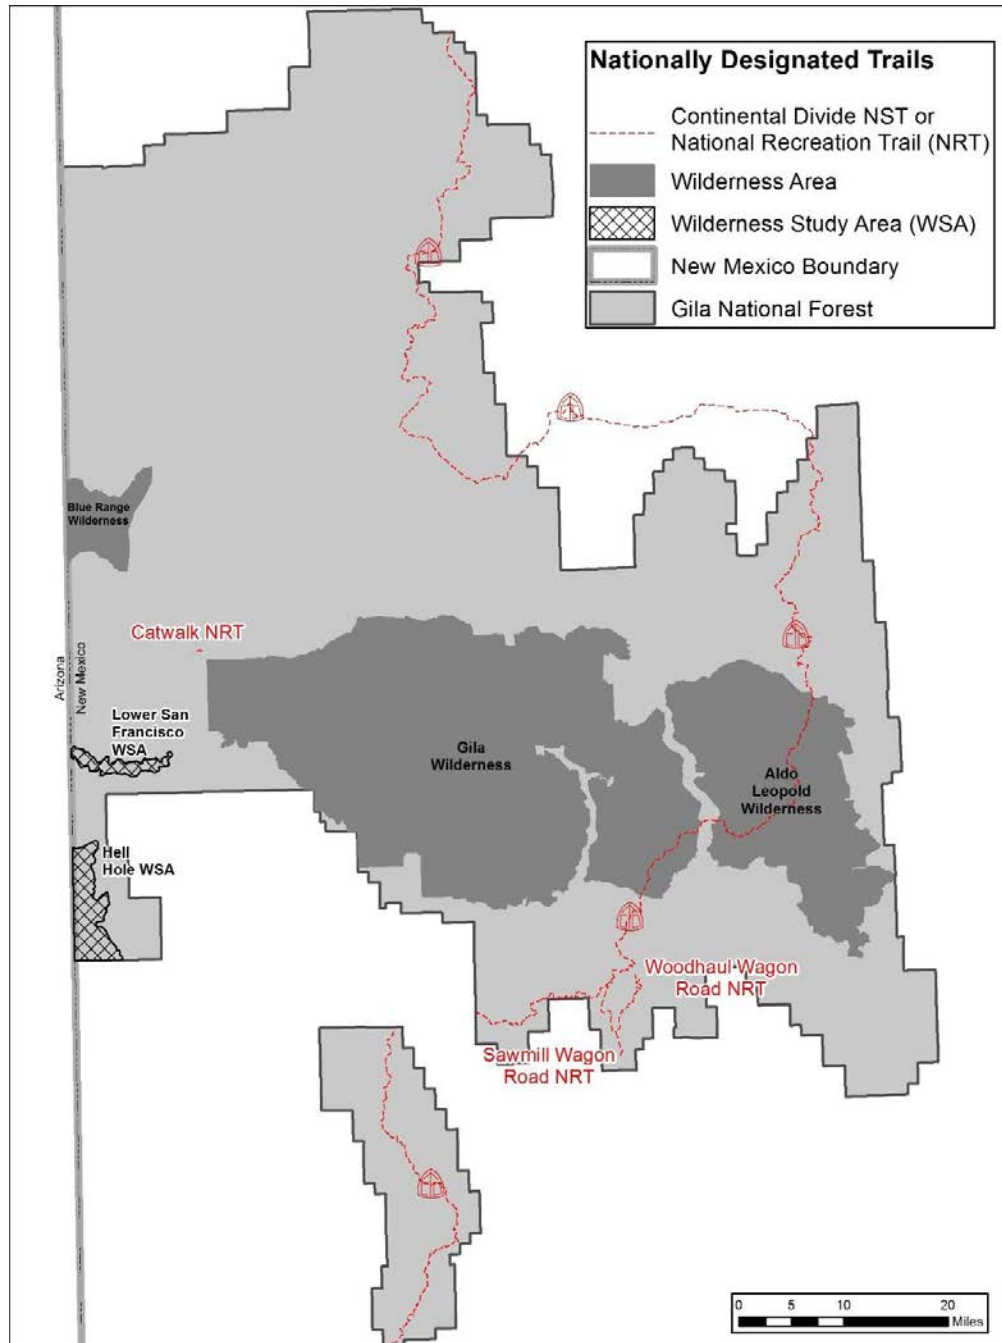 Nationally Designated Trails
Continental Divide NST or
National Recreation Trail (NRT)
Wilderness Area
Wilderness Study Area (WSA)
New Mexico Boundary
Gila National Forest
Blue Range
Wilderness
Catwalk NRT
Arizona
New Mexico
Lower San
Francisco
WSA
Gila
Wilderness
Aldo
Leopold
Wilderness
Hell
Hole WSA
Woodhaul Wagon
Road NRT
Sawmill Wagon
Road NRT
0 5 10 20
Miles